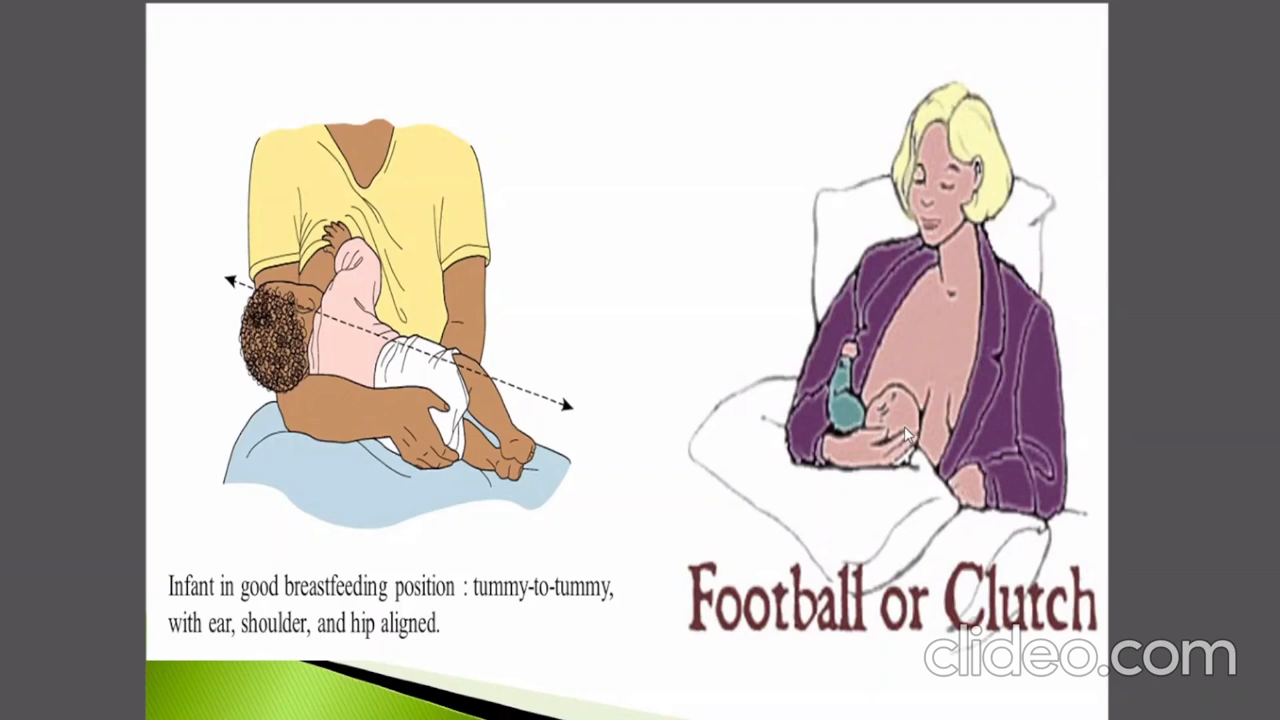 Infant in good breastfeeding position : tummy-to-tummy,
with ear, shoulder, and hip aligned.
Football or Clutch
clideo.com